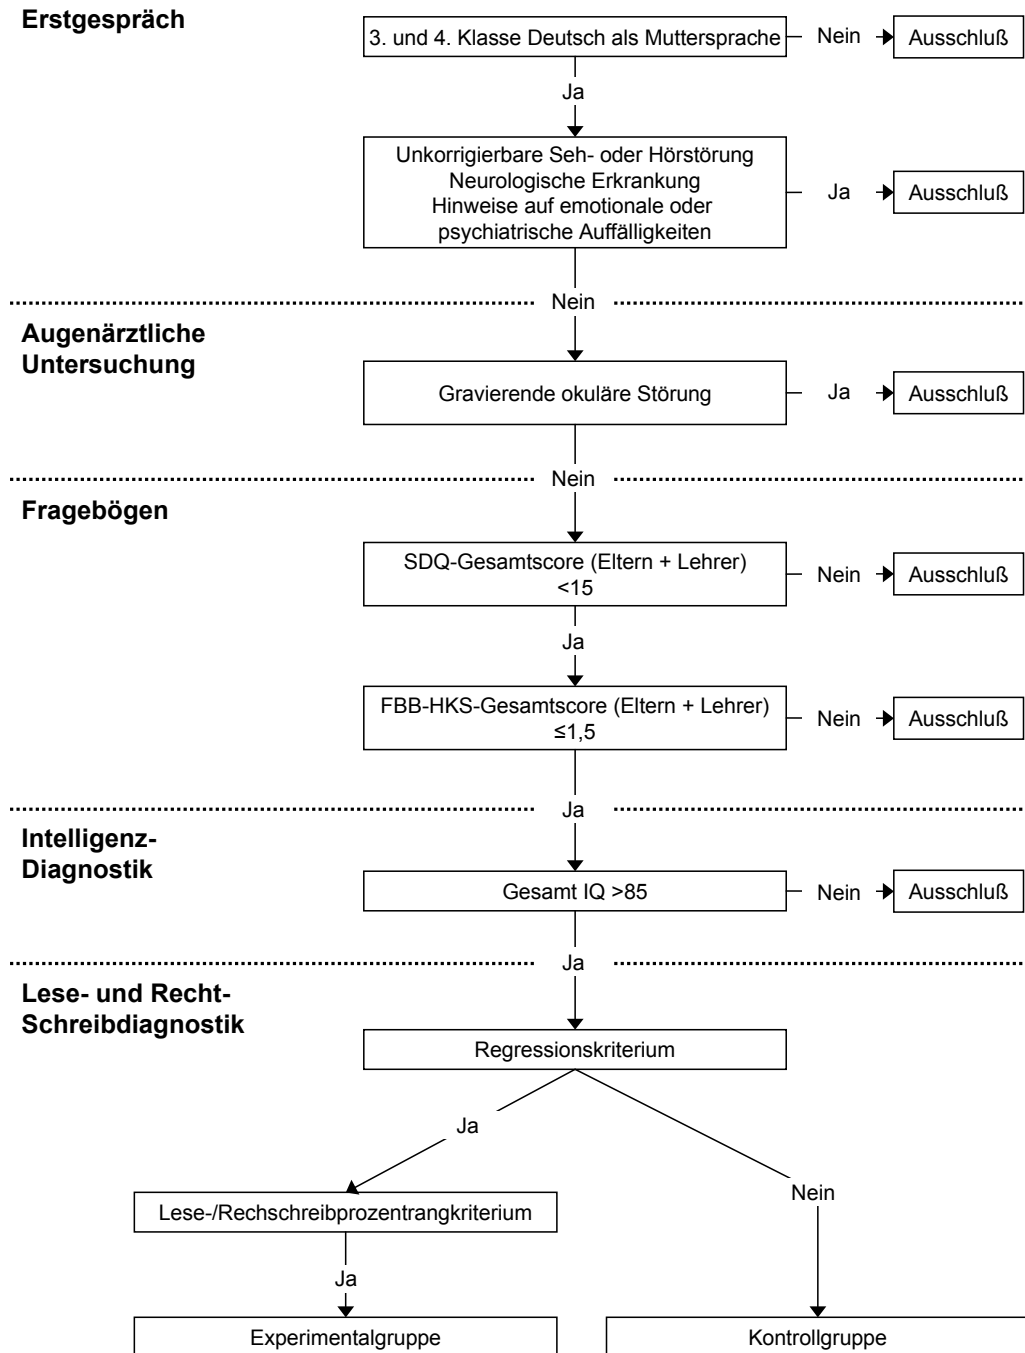 Erstgespräch
3. und 4. Klasse Deutsch als Muttersprache
Nein
Ausschluß
Ja
Unkorrigierbare Seh- oder Hörstörung
Neurologische Erkrankung
Hinweise auf emotionale oder
psychiatrische Auffälligkeiten
Ja
Ausschluß
Nein
Augenärztliche
Untersuchung
Gravierende okuläre Störung
Ja
Ausschluß
Nein
Fragebögen
SDQ-Gesamtscore (Eltern + Lehrer)
<15
Nein
Ausschluß
Ja
FBB-HKS-Gesamtscore (Eltern + Lehrer)
≤1,5
Nein
Ausschluß
Ja
Intelligenz-
Diagnostik
Gesamt IQ >85
Nein
Ausschluß
Ja
Lese- und Recht-
Schreibdiagnostik
Regressionskriterium
Ja
Nein
Lese-/Rechschreibprozentrangkriterium
Ja
Experimentalgruppe
Kontrollgruppe